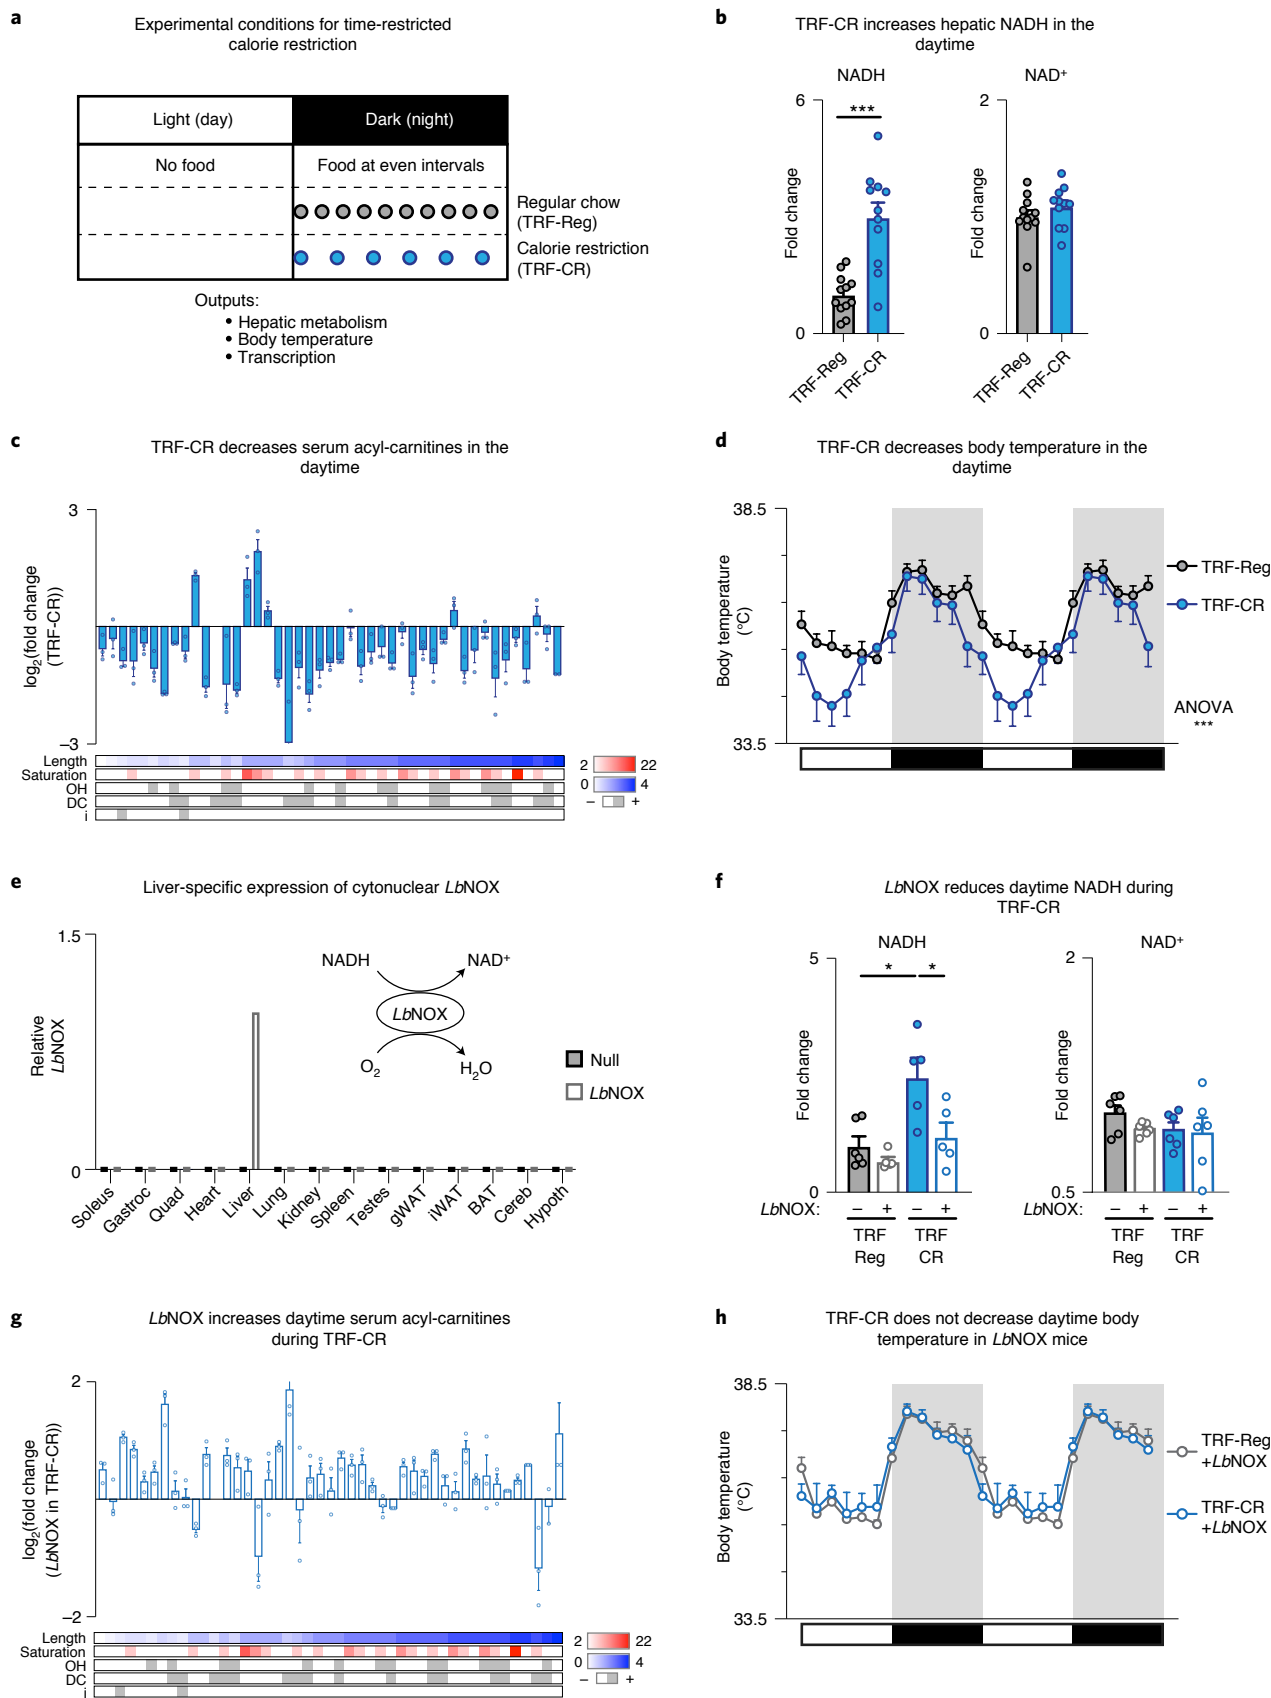 a
Experimental conditions for time-restricted
calorie restriction
Light (day)
Dark (night)
No food
Food at even intervals
Regular chow
(TRF-Reg)
Calorie restriction
(TRF-CR)
Outputs:
• Hepatic metabolism
• Body temperature
• Transcription
b
TRF-CR increases hepatic NADH in the
daytime
NADH
NAD⁺
6
***
0
Fold change
TRF-Reg
TRF-CR
2
0
Fold change
TRF-Reg
TRF-CR
c
TRF-CR decreases serum acyl-carnitines in the
daytime
3
–3
log₂(fold change
(TRF-CR))
Length
Saturation
OH
DC
i
2 22
0 4
– +
d
TRF-CR decreases body temperature in the
daytime
38.5
33.5
Body temperature
(°C)
TRF-Reg
TRF-CR
ANOVA
***
e
Liver-specific expression of cytonuclear LbNOX
1.5
0
Relative
LbNOX
NADH
NAD⁺
LbNOX
O₂
H₂O
Null
LbNOX
Soleus
Gastroc
Quad
Heart
Liver
Lung
Kidney
Spleen
Testes
gWAT
iWAT
BAT
Cereb
Hypoth
f
LbNOX reduces daytime NADH during
TRF-CR
NADH
NAD⁺
5
* *
0
Fold change
LbNOX: – + – +
TRF
Reg
TRF
CR
2
0.5
Fold change
LbNOX: – + – +
TRF
Reg
TRF
CR
g
LbNOX increases daytime serum acyl-carnitines
during TRF-CR
2
–2
log₂(fold change
(LbNOX in TRF-CR))
Length
Saturation
OH
DC
i
2 22
0 4
– +
h
TRF-CR does not decrease daytime body
temperature in LbNOX mice
38.5
33.5
Body temperature
(°C)
TRF-Reg
+LbNOX
TRF-CR
+LbNOX